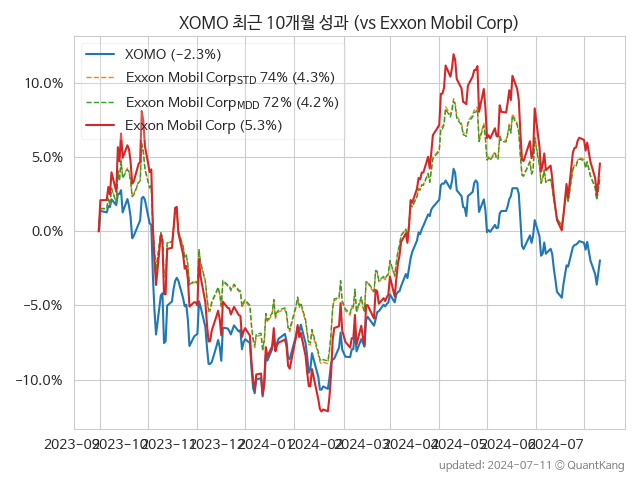 XOMO 최근 10개월 성과 (vs Exxon Mobil Corp)
XOMO (−2.3%)
Exxon Mobil CorpSTD 74% (4.3%)
Exxon Mobil CorpMDD 72% (4.2%)
Exxon Mobil Corp (5.3%)
10.0%
5.0%
0.0%
−5.0%
−10.0%
2023-09 2023-10 2023-11 2023-12 2024-01 2024-02 2024-03 2024-04 2024-05 2024-06 2024-07
updated: 2024-07-11 © QuantKang